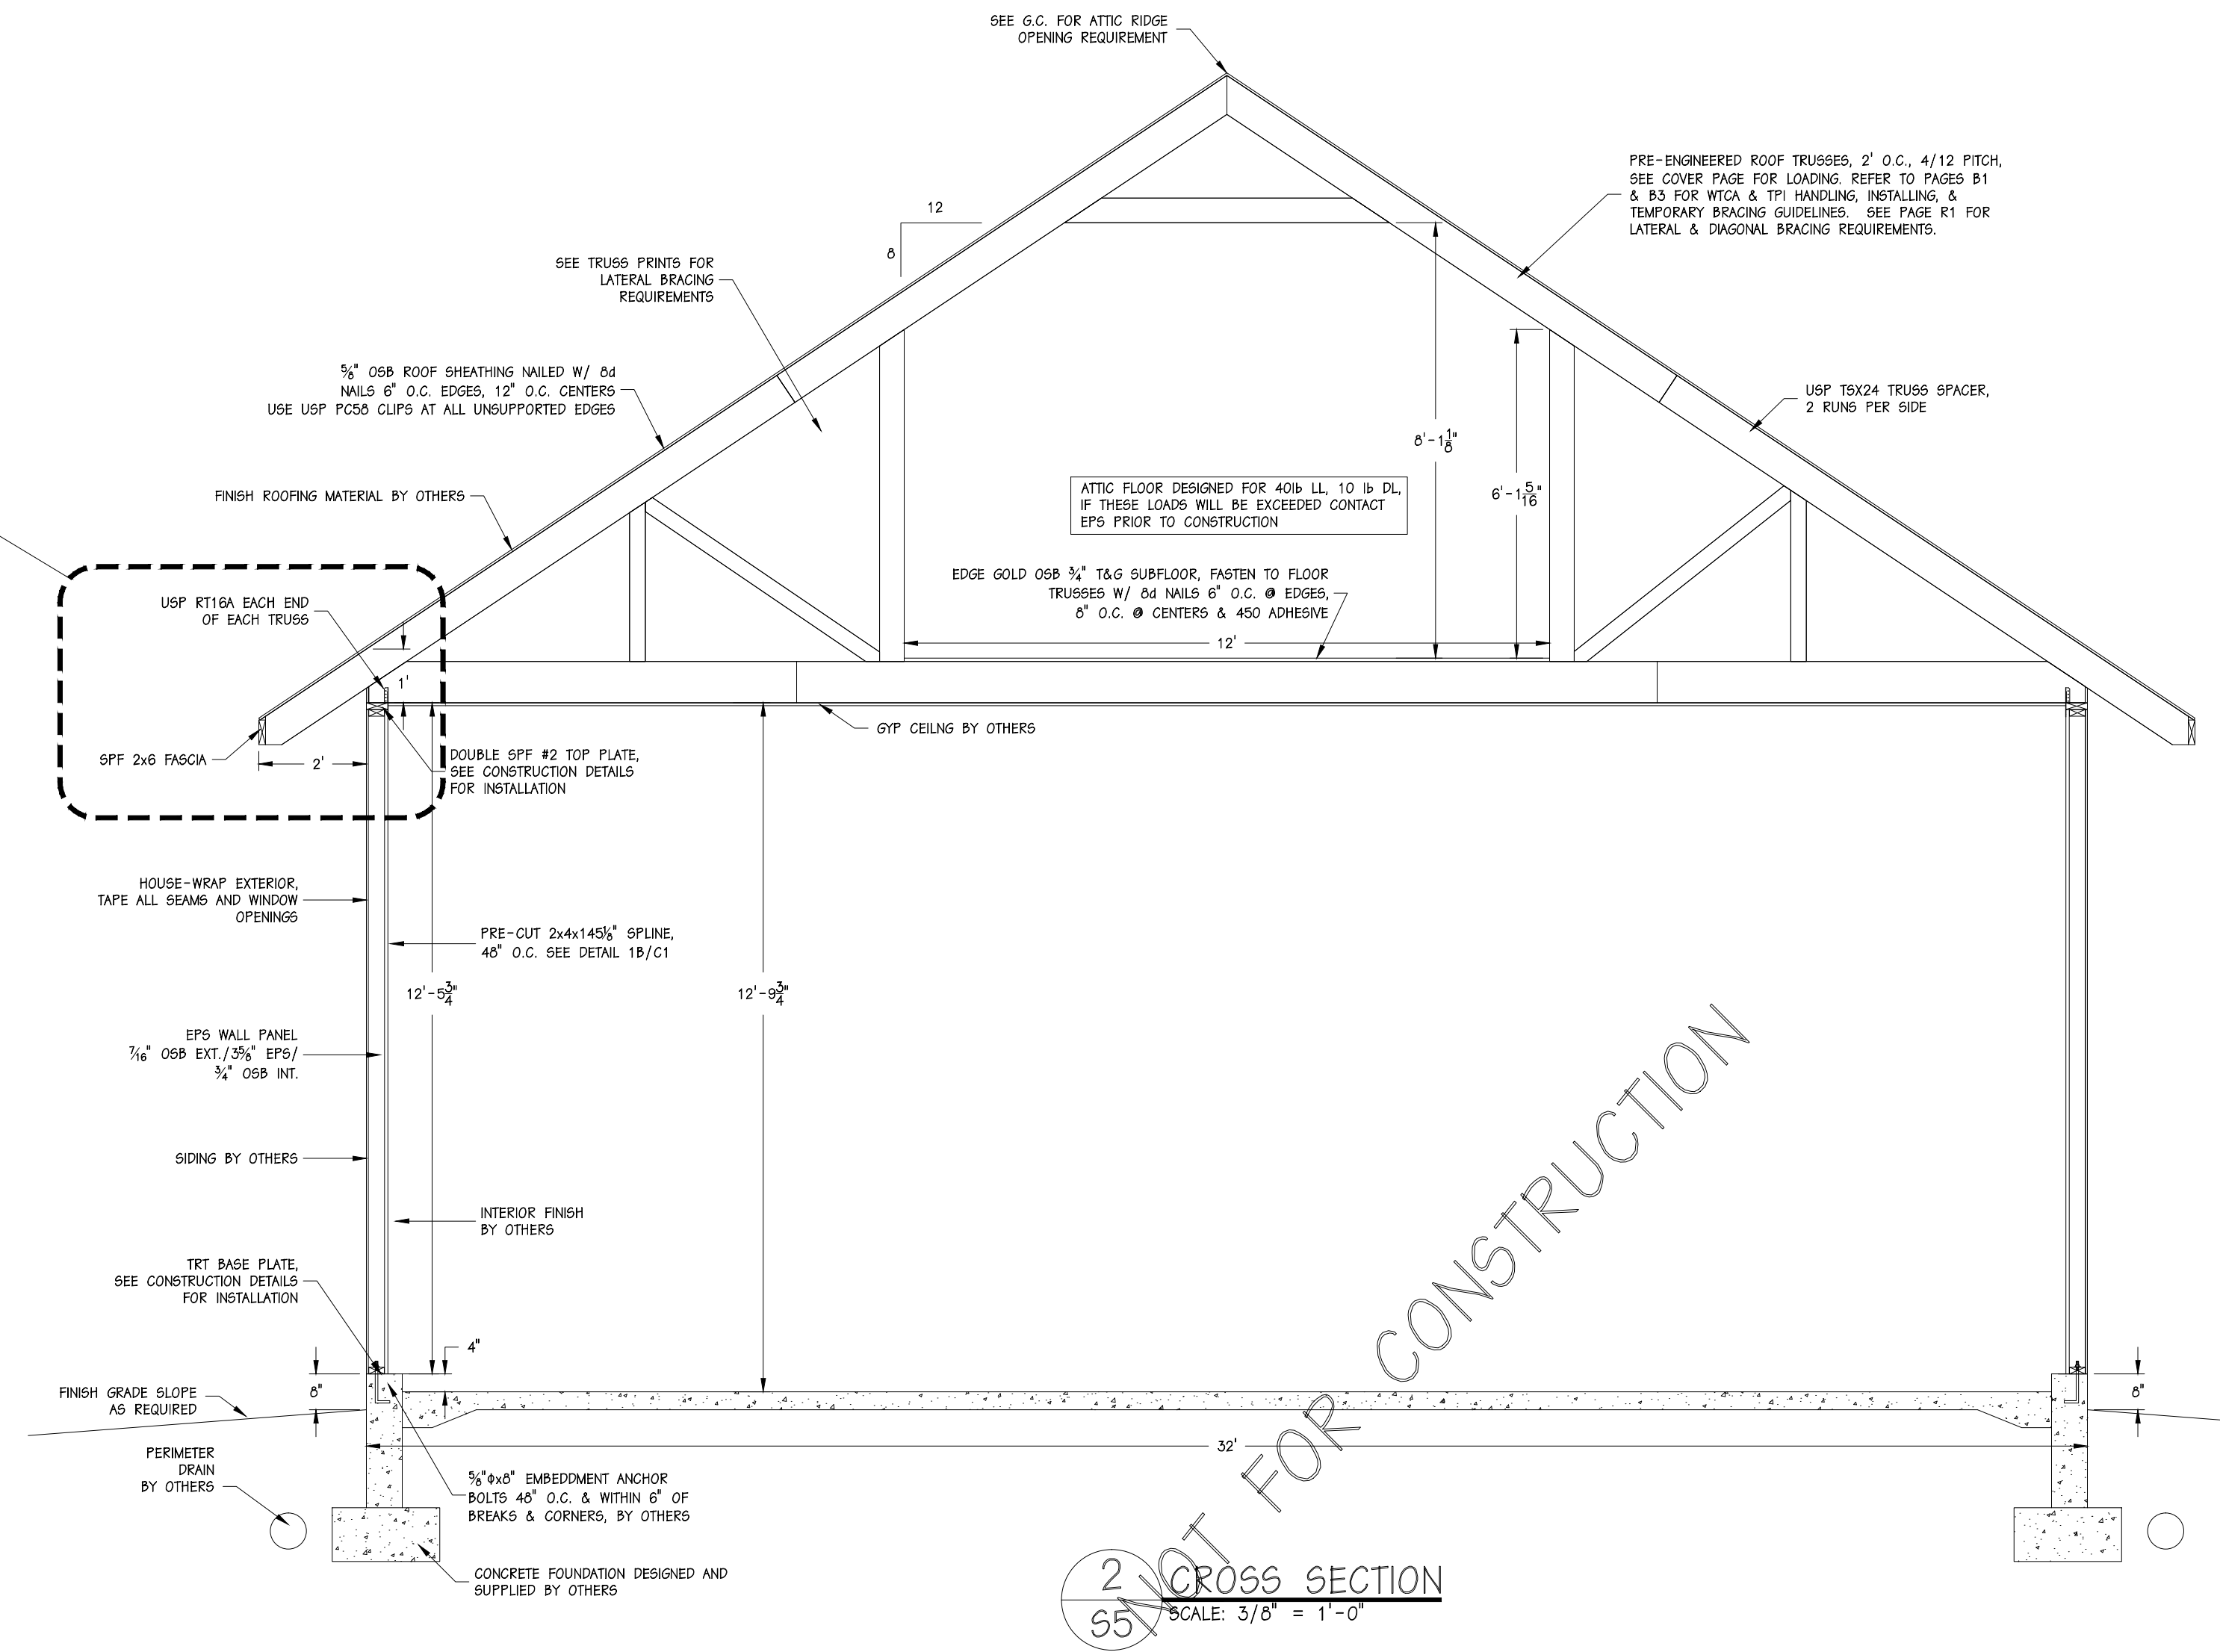 SEE G.C. FOR ATTIC RIDGE
OPENING REQUIREMENT
PRE-ENGINEERED ROOF TRUSSES, 2' O.C., 4/12 PITCH,
SEE COVER PAGE FOR LOADING. REFER TO PAGES B1
& B3 FOR WTCA & TPI HANDLING, INSTALLING, &
TEMPORARY BRACING GUIDELINES. SEE PAGE R1 FOR
LATERAL & DIAGONAL BRACING REQUIREMENTS.
12
8
SEE TRUSS PRINTS FOR
LATERAL BRACING
REQUIREMENTS
5/8" OSB ROOF SHEATHING NAILED W/ 8d
NAILS 6" O.C. EDGES, 12" O.C. CENTERS
USE USP PC58 CLIPS AT ALL UNSUPPORTED EDGES
USP TSX24 TRUSS SPACER,
2 RUNS PER SIDE
8'-1 1/8"
6'-1 5/16"
FINISH ROOFING MATERIAL BY OTHERS
ATTIC FLOOR DESIGNED FOR 40lb LL, 10 lb DL,
IF THESE LOADS WILL BE EXCEEDED CONTACT
EPS PRIOR TO CONSTRUCTION
EDGE GOLD OSB 3/4" T&G SUBFLOOR, FASTEN TO FLOOR
TRUSSES W/ 8d NAILS 6" O.C. @ EDGES,
8" O.C. @ CENTERS & 450 ADHESIVE
12'
USP RT16A EACH END
OF EACH TRUSS
1'
GYP CEILNG BY OTHERS
SPF 2x6 FASCIA
2'
DOUBLE SPF #2 TOP PLATE,
SEE CONSTRUCTION DETAILS
FOR INSTALLATION
HOUSE-WRAP EXTERIOR,
TAPE ALL SEAMS AND WINDOW
OPENINGS
PRE-CUT 2x4x145 1/8" SPLINE,
48" O.C. SEE DETAIL 1B/C1
12'-5 3/4"
12'-9 3/4"
EPS WALL PANEL
7/16" OSB EXT./3 5/8" EPS/
3/4" OSB INT.
SIDING BY OTHERS
INTERIOR FINISH
BY OTHERS
TRT BASE PLATE,
SEE CONSTRUCTION DETAILS
FOR INSTALLATION
4"
8"
8"
FINISH GRADE SLOPE
AS REQUIRED
32'
PERIMETER
DRAIN
BY OTHERS
5/8"ϕx8" EMBEDDMENT ANCHOR
BOLTS 48" O.C. & WITHIN 6" OF
BREAKS & CORNERS, BY OTHERS
CONCRETE FOUNDATION DESIGNED AND
SUPPLIED BY OTHERS
NOT FOR CONSTRUCTION
2
S5
CROSS SECTION
SCALE: 3/8" = 1'-0"